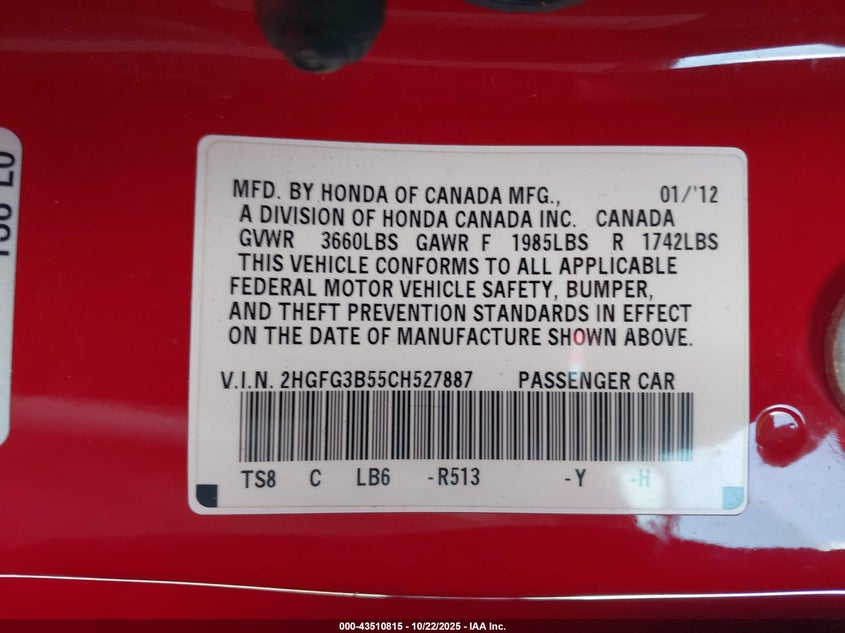 MFD. BY HONDA OF CANADA MFG., 01/'12
A DIVISION OF HONDA CANADA INC. CANADA
GVWR 3660LBS GAWR F 1985LBS R 1742LBS
THIS VEHICLE CONFORMS TO ALL APPLICABLE
FEDERAL MOTOR VEHICLE SAFETY, BUMPER,
AND THEFT PREVENTION STANDARDS IN EFFECT
ON THE DATE OF MANUFACTURE SHOWN ABOVE.
V.I.N. 2HGFG3B55CH527887 PASSENGER CAR
TS8 C LB6 -R513 -Y -H
000-43510815 - 10/22/2025 - IAA Inc.